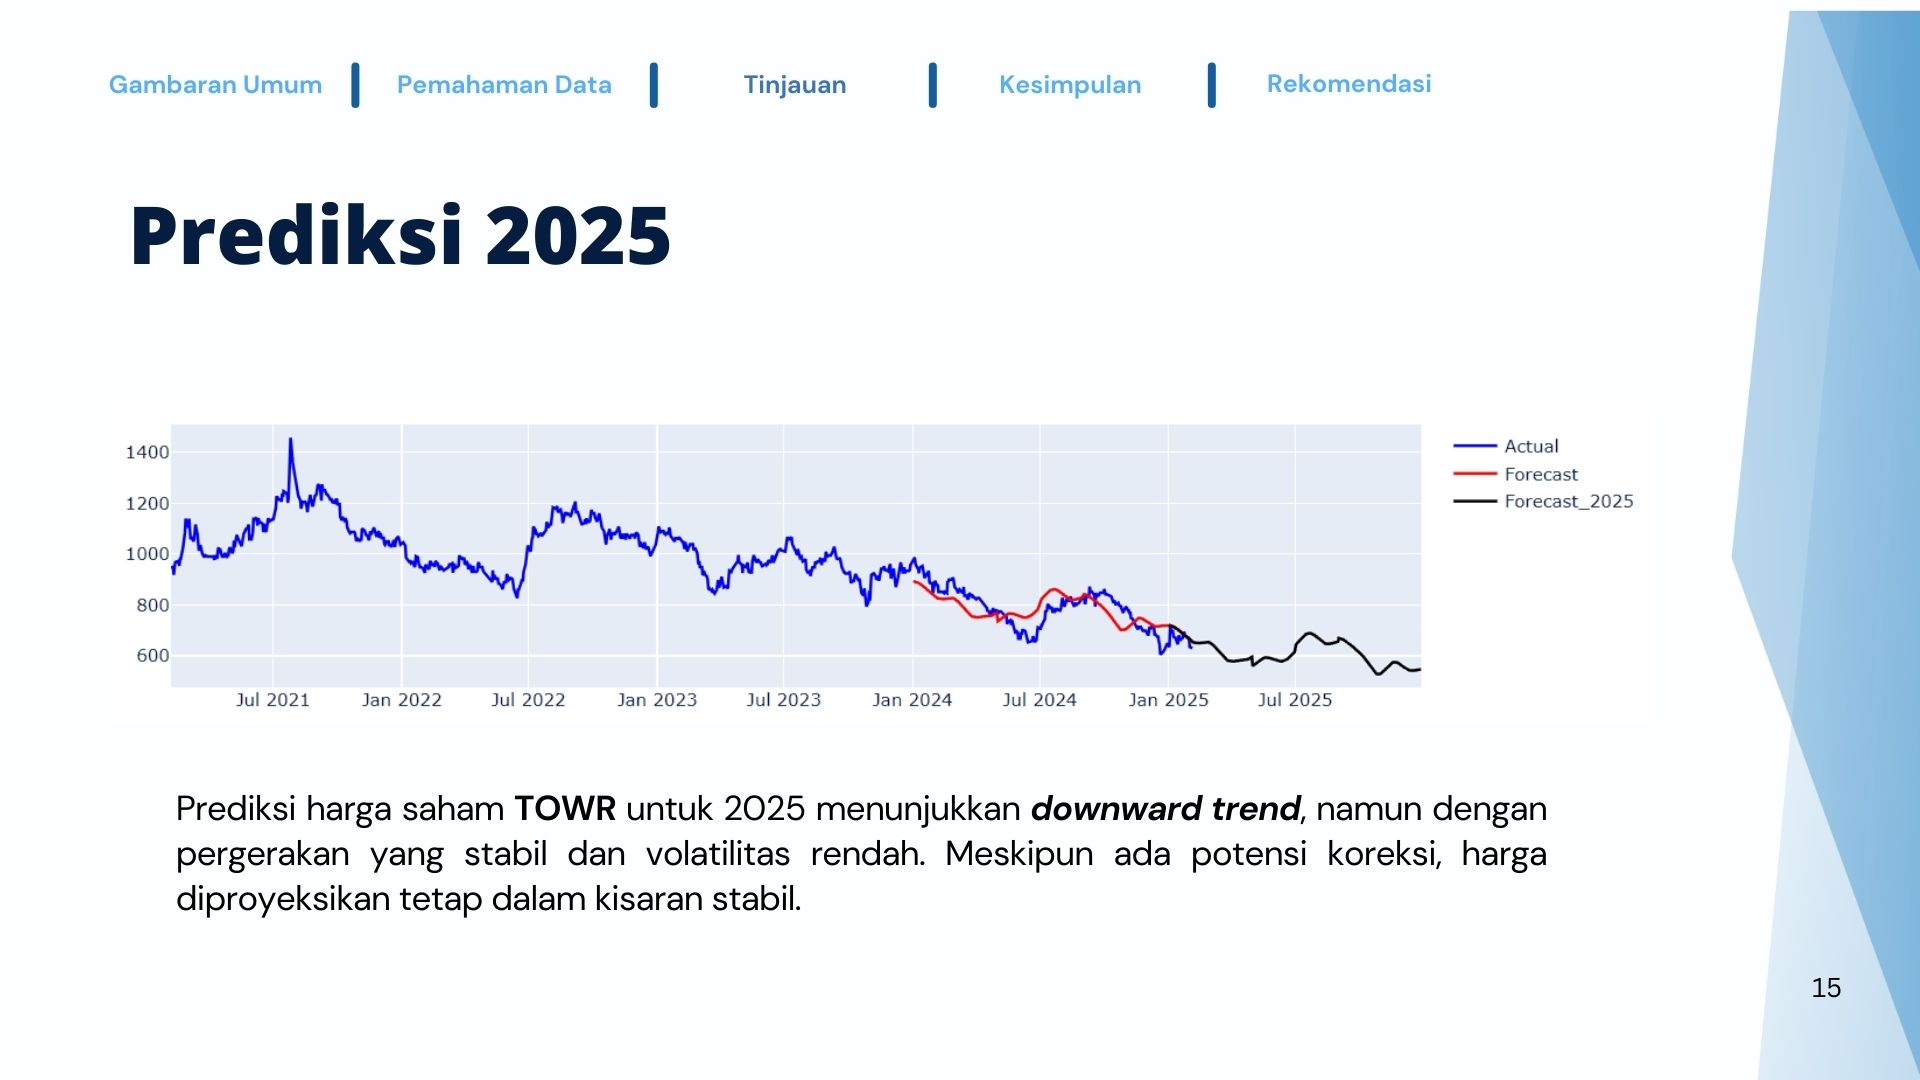 Gambaran Umum
Pemahaman Data
Tinjauan
Kesimpulan
Rekomendasi
Prediksi 2025
1400
1200
1000
800
600
Jul 2021
Jan 2022
Jul 2022
Jan 2023
Jul 2023
Jan 2024
Jul 2024
Jan 2025
Jul 2025
Actual
Forecast
Forecast_2025
Prediksi harga saham TOWR untuk 2025 menunjukkan downward trend, namun dengan
pergerakan yang stabil dan volatilitas rendah. Meskipun ada potensi koreksi, harga
diproyeksikan tetap dalam kisaran stabil.
15